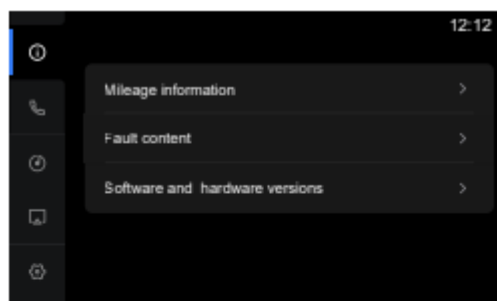 12:12
Mileage information
Fault content
Software and hardware versions